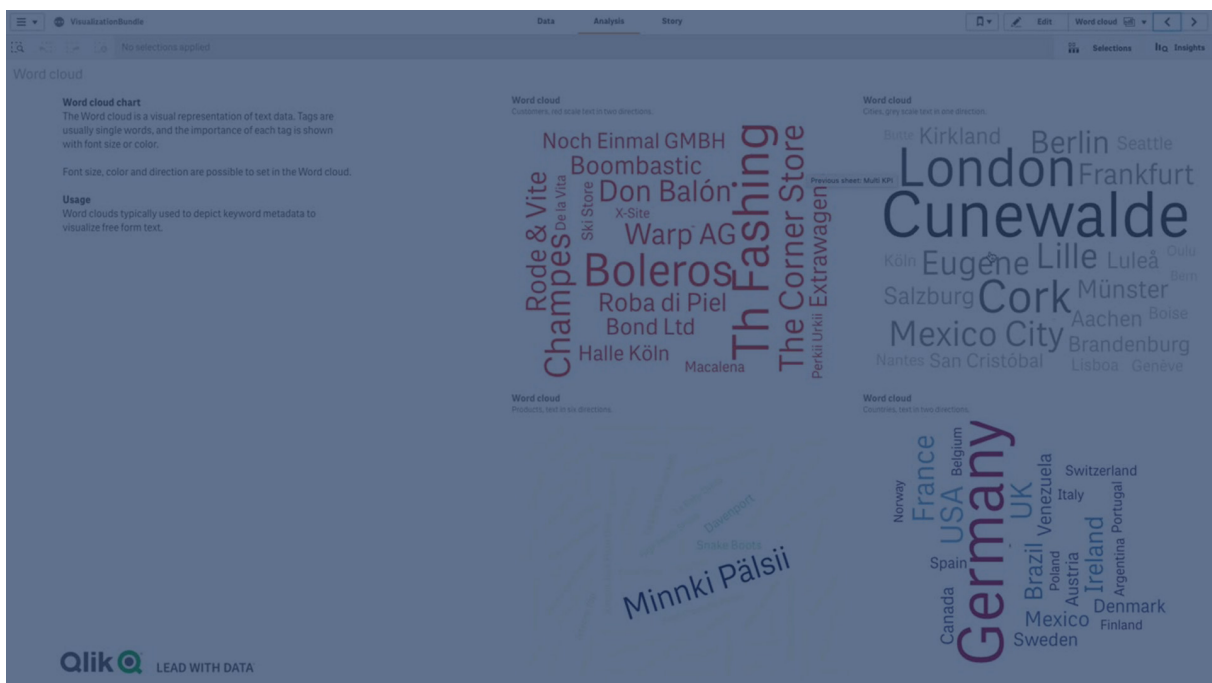 VisualizationBundle
Data Analysis Story
Edit Word cloud
No selections applied
Selections Insights
Word cloud
Word cloud chart
The Word cloud is a visual representation of text data. Tags are
usually single words, and the importance of each tag is shown
with font size or color.
Font size, color and direction are possible to set in the Word cloud.
Usage
Word clouds typically used to depict keyword metadata to
visualize free form text.
Word cloud
Customers, red scale text in two directions.
Noch Einmal GMBH
Boombastic
Rode & Vite
De la Vita
Ski Store
Don Balón
X-Site
Warp AG
Champes
Boleros
Roba di Piel
Bond Ltd
Halle Köln
Macalena
Th Fashing
The Corner Store
Extrawagen
Perkii Urkii
Previous sheet: Multi KPI
Word cloud
Cities, grey scale text in one direction.
Butte Kirkland Berlin Seattle
London Frankfurt
Cunewalde
Köln Eugene Lille Luleå Oulu
Bern
Salzburg Cork Münster
Mexico City Aachen Boise
Brandenburg
Nantes San Cristóbal Lisboa Genève
Word cloud
Products, text in six directions.
Davenport
Snake Boots
Minnki Pälsii
Word cloud
Countries, text in two directions.
Norway
France
Belgium
USA
Germany
UK
Venezuela
Switzerland
Italy
Portugal
Spain
Brazil
Poland
Austria
Ireland
Argentina
Canada
Mexico
Denmark
Finland
Sweden
Qlik LEAD WITH DATA